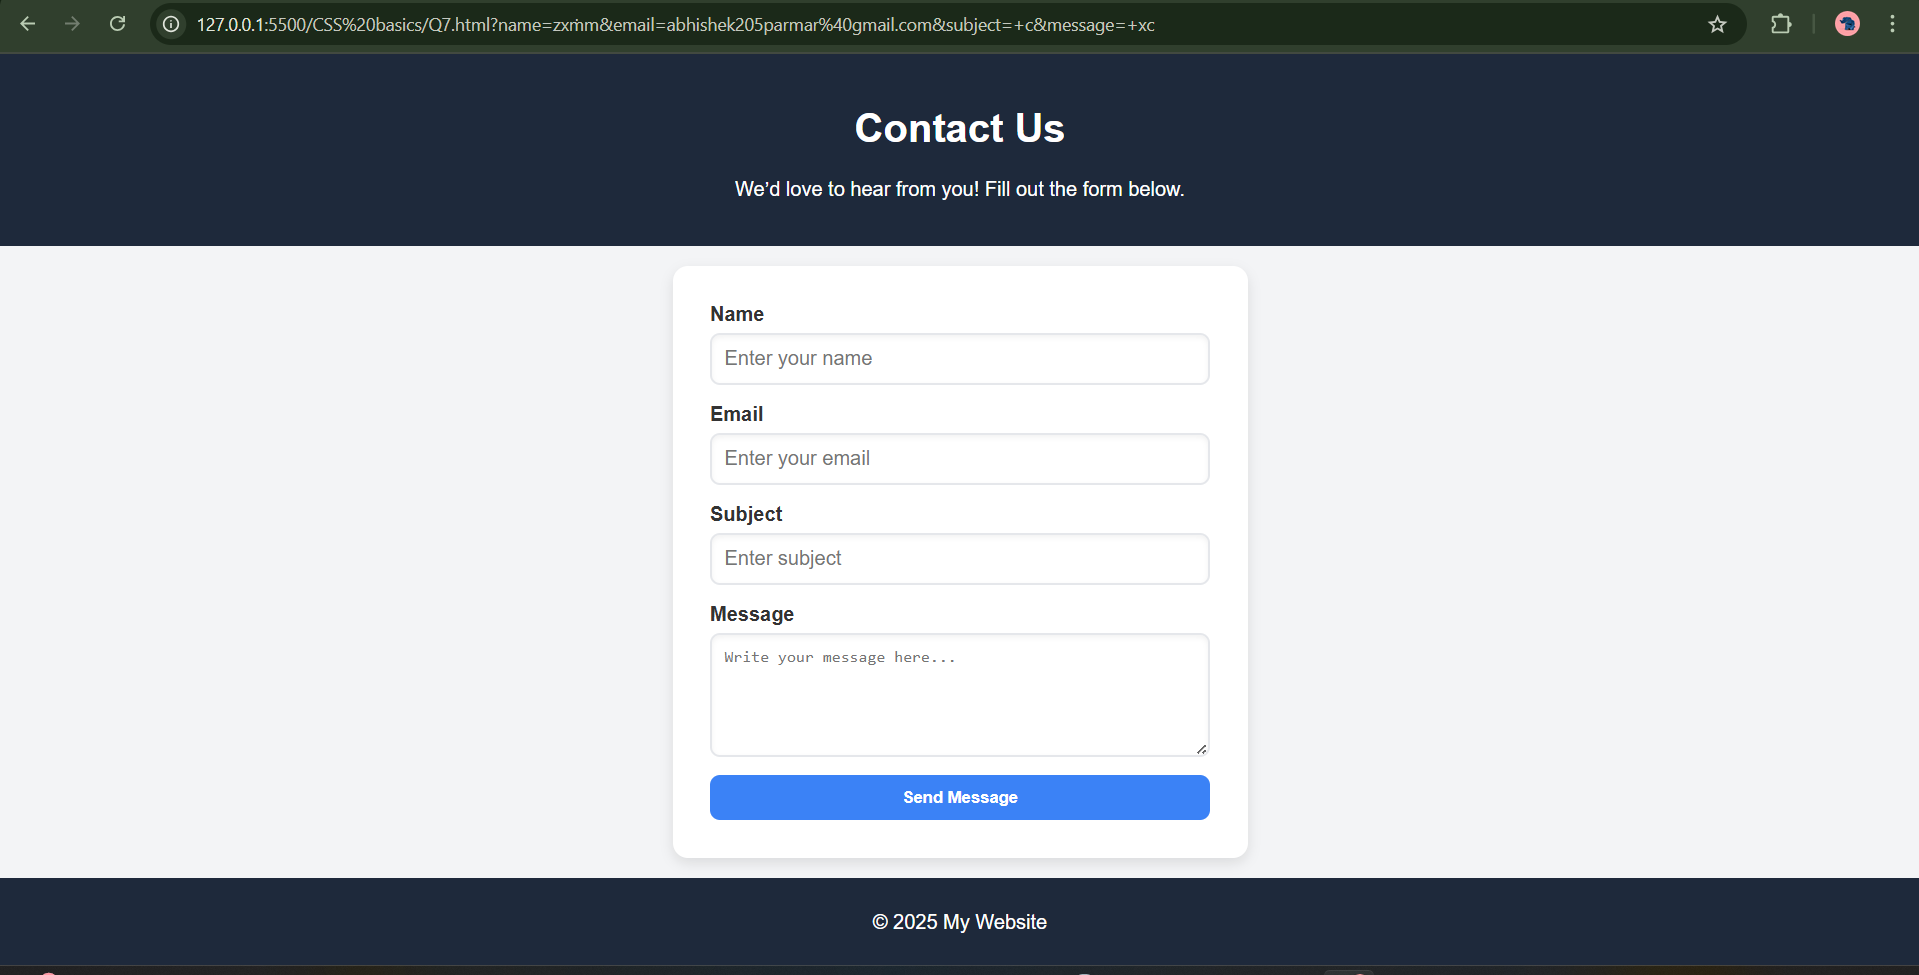 127.0.0.1:5500/CSS%20basics/Q7.html?name=zxmm&email=abhishek205parmar%40gmail.com&subject=+c&message=+xc
Contact Us
We’d love to hear from you! Fill out the form below.
Name
Enter your name
Email
Enter your email
Subject
Enter subject
Message
Write your message here...
Send Message
© 2025 My Website